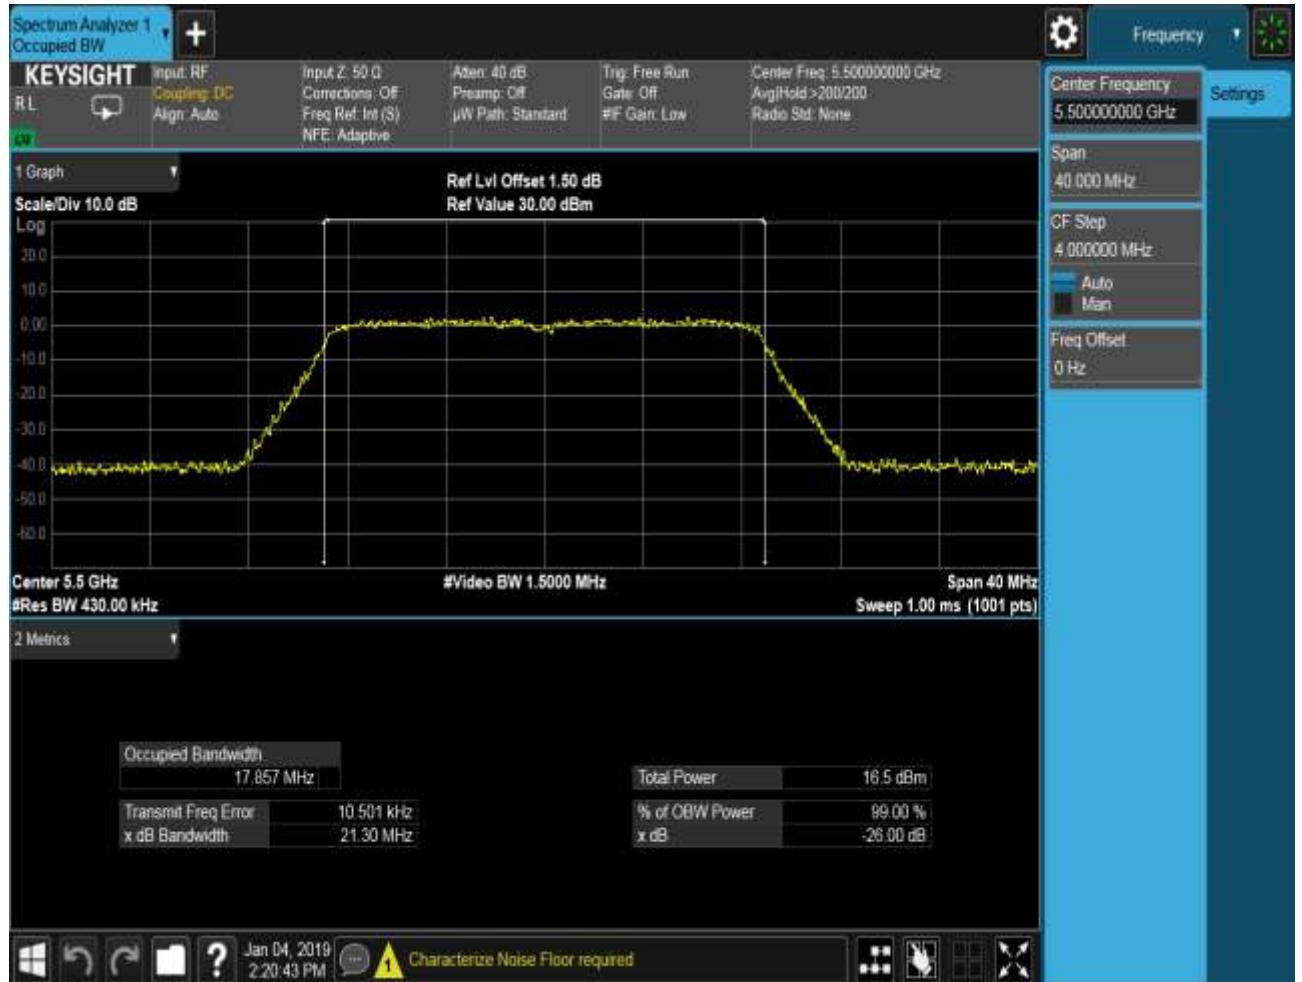 Spectrum Analyzer 1
Occupied BW
Frequency
KEYSIGHT
RL
Input: RF
Coupling: DC
Align: Auto
Input Z: 50 Ω
Corrections: Off
Freq Ref: Int (S)
NFE: Adaptive
Atten: 40 dB
Preamp: Off
µW Path: Standard
Trig: Free Run
Gate: Off
#IF Gain: Low
Center Freq: 5.500000000 GHz
Avg|Hold:>200/200
Radio Std: None
Center Frequency
5.500000000 GHz
Settings
Span
40.000 MHz
CF Step
4.000000 MHz
Auto
Man
Freq Offset
0 Hz
1 Graph
Scale/Div 10.0 dB
Ref Lvl Offset 1.50 dB
Ref Value 30.00 dBm
Log
20.0
10.0
0.00
-10.0
-20.0
-30.0
-40.0
-50.0
-60.0
Center 5.5 GHz
#Video BW 1.5000 MHz
Span 40 MHz
#Res BW 430.00 kHz
Sweep 1.00 ms (1001 pts)
2 Metrics
Occupied Bandwidth
17.857 MHz
Total Power 16.5 dBm
Transmit Freq Error 10.501 kHz
% of OBW Power 99.00 %
x dB Bandwidth 21.30 MHz
x dB -26.00 dB
Jan 04, 2019
2:20:43 PM
1
Characterize Noise Floor required